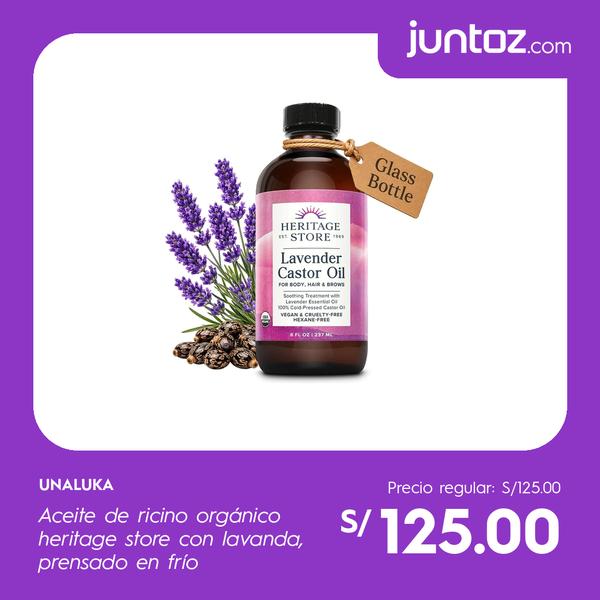 juntoz.com
Glass
Bottle
HERITAGE
EST. STORE 1969
Lavender
Castor Oil
FOR BODY, HAIR & BROWS
Soothing Treatment with
Lavender Essential Oil
100% Cold-Pressed Castor Oil
VEGAN & CRUELTY-FREE
HEXANE-FREE
8 FL OZ | 237 ML
UNALUKA
Aceite de ricino orgánico
heritage store con lavanda,
prensado en frío
Precio regular: S/125.00
S/ 125.00